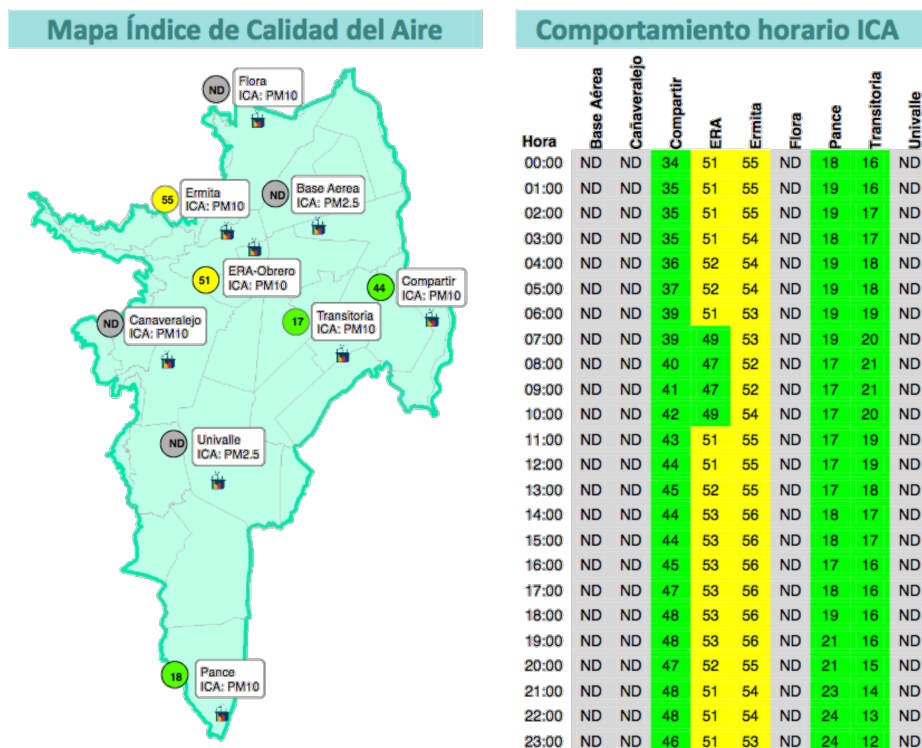 Mapa Índice de Calidad del Aire
ND
Flora
ICA: PM10
55
Ermita
ICA: PM10
ND
Base Aerea
ICA: PM2.5
51
ERA-Obrero
ICA: PM10
44
Compartir
ICA: PM10
ND
Canaveralejo
ICA: PM10
17
Transitoria
ICA: PM10
ND
Univalle
ICA: PM2.5
18
Pance
ICA: PM10
Comportamiento horario ICA
Hora Base Aérea Cañaveralejo Compartir ERA Ermita Flora Pance Transitoria Univalle
00:00 ND ND 34 51 55 ND 18 16 ND
01:00 ND ND 35 51 55 ND 19 16 ND
02:00 ND ND 35 51 55 ND 19 17 ND
03:00 ND ND 35 51 54 ND 18 17 ND
04:00 ND ND 36 52 54 ND 19 18 ND
05:00 ND ND 37 52 54 ND 19 18 ND
06:00 ND ND 39 51 53 ND 19 19 ND
07:00 ND ND 39 49 53 ND 19 20 ND
08:00 ND ND 40 47 52 ND 17 21 ND
09:00 ND ND 41 47 52 ND 17 21 ND
10:00 ND ND 42 49 54 ND 17 20 ND
11:00 ND ND 43 51 55 ND 17 19 ND
12:00 ND ND 44 51 55 ND 17 19 ND
13:00 ND ND 45 52 55 ND 17 18 ND
14:00 ND ND 44 53 56 ND 18 17 ND
15:00 ND ND 44 53 56 ND 18 17 ND
16:00 ND ND 45 53 56 ND 17 16 ND
17:00 ND ND 47 53 56 ND 18 16 ND
18:00 ND ND 48 53 56 ND 19 16 ND
19:00 ND ND 48 53 56 ND 21 16 ND
20:00 ND ND 47 52 55 ND 21 15 ND
21:00 ND ND 48 51 54 ND 23 14 ND
22:00 ND ND 48 51 54 ND 24 13 ND
23:00 ND ND 46 51 53 ND 24 12 ND